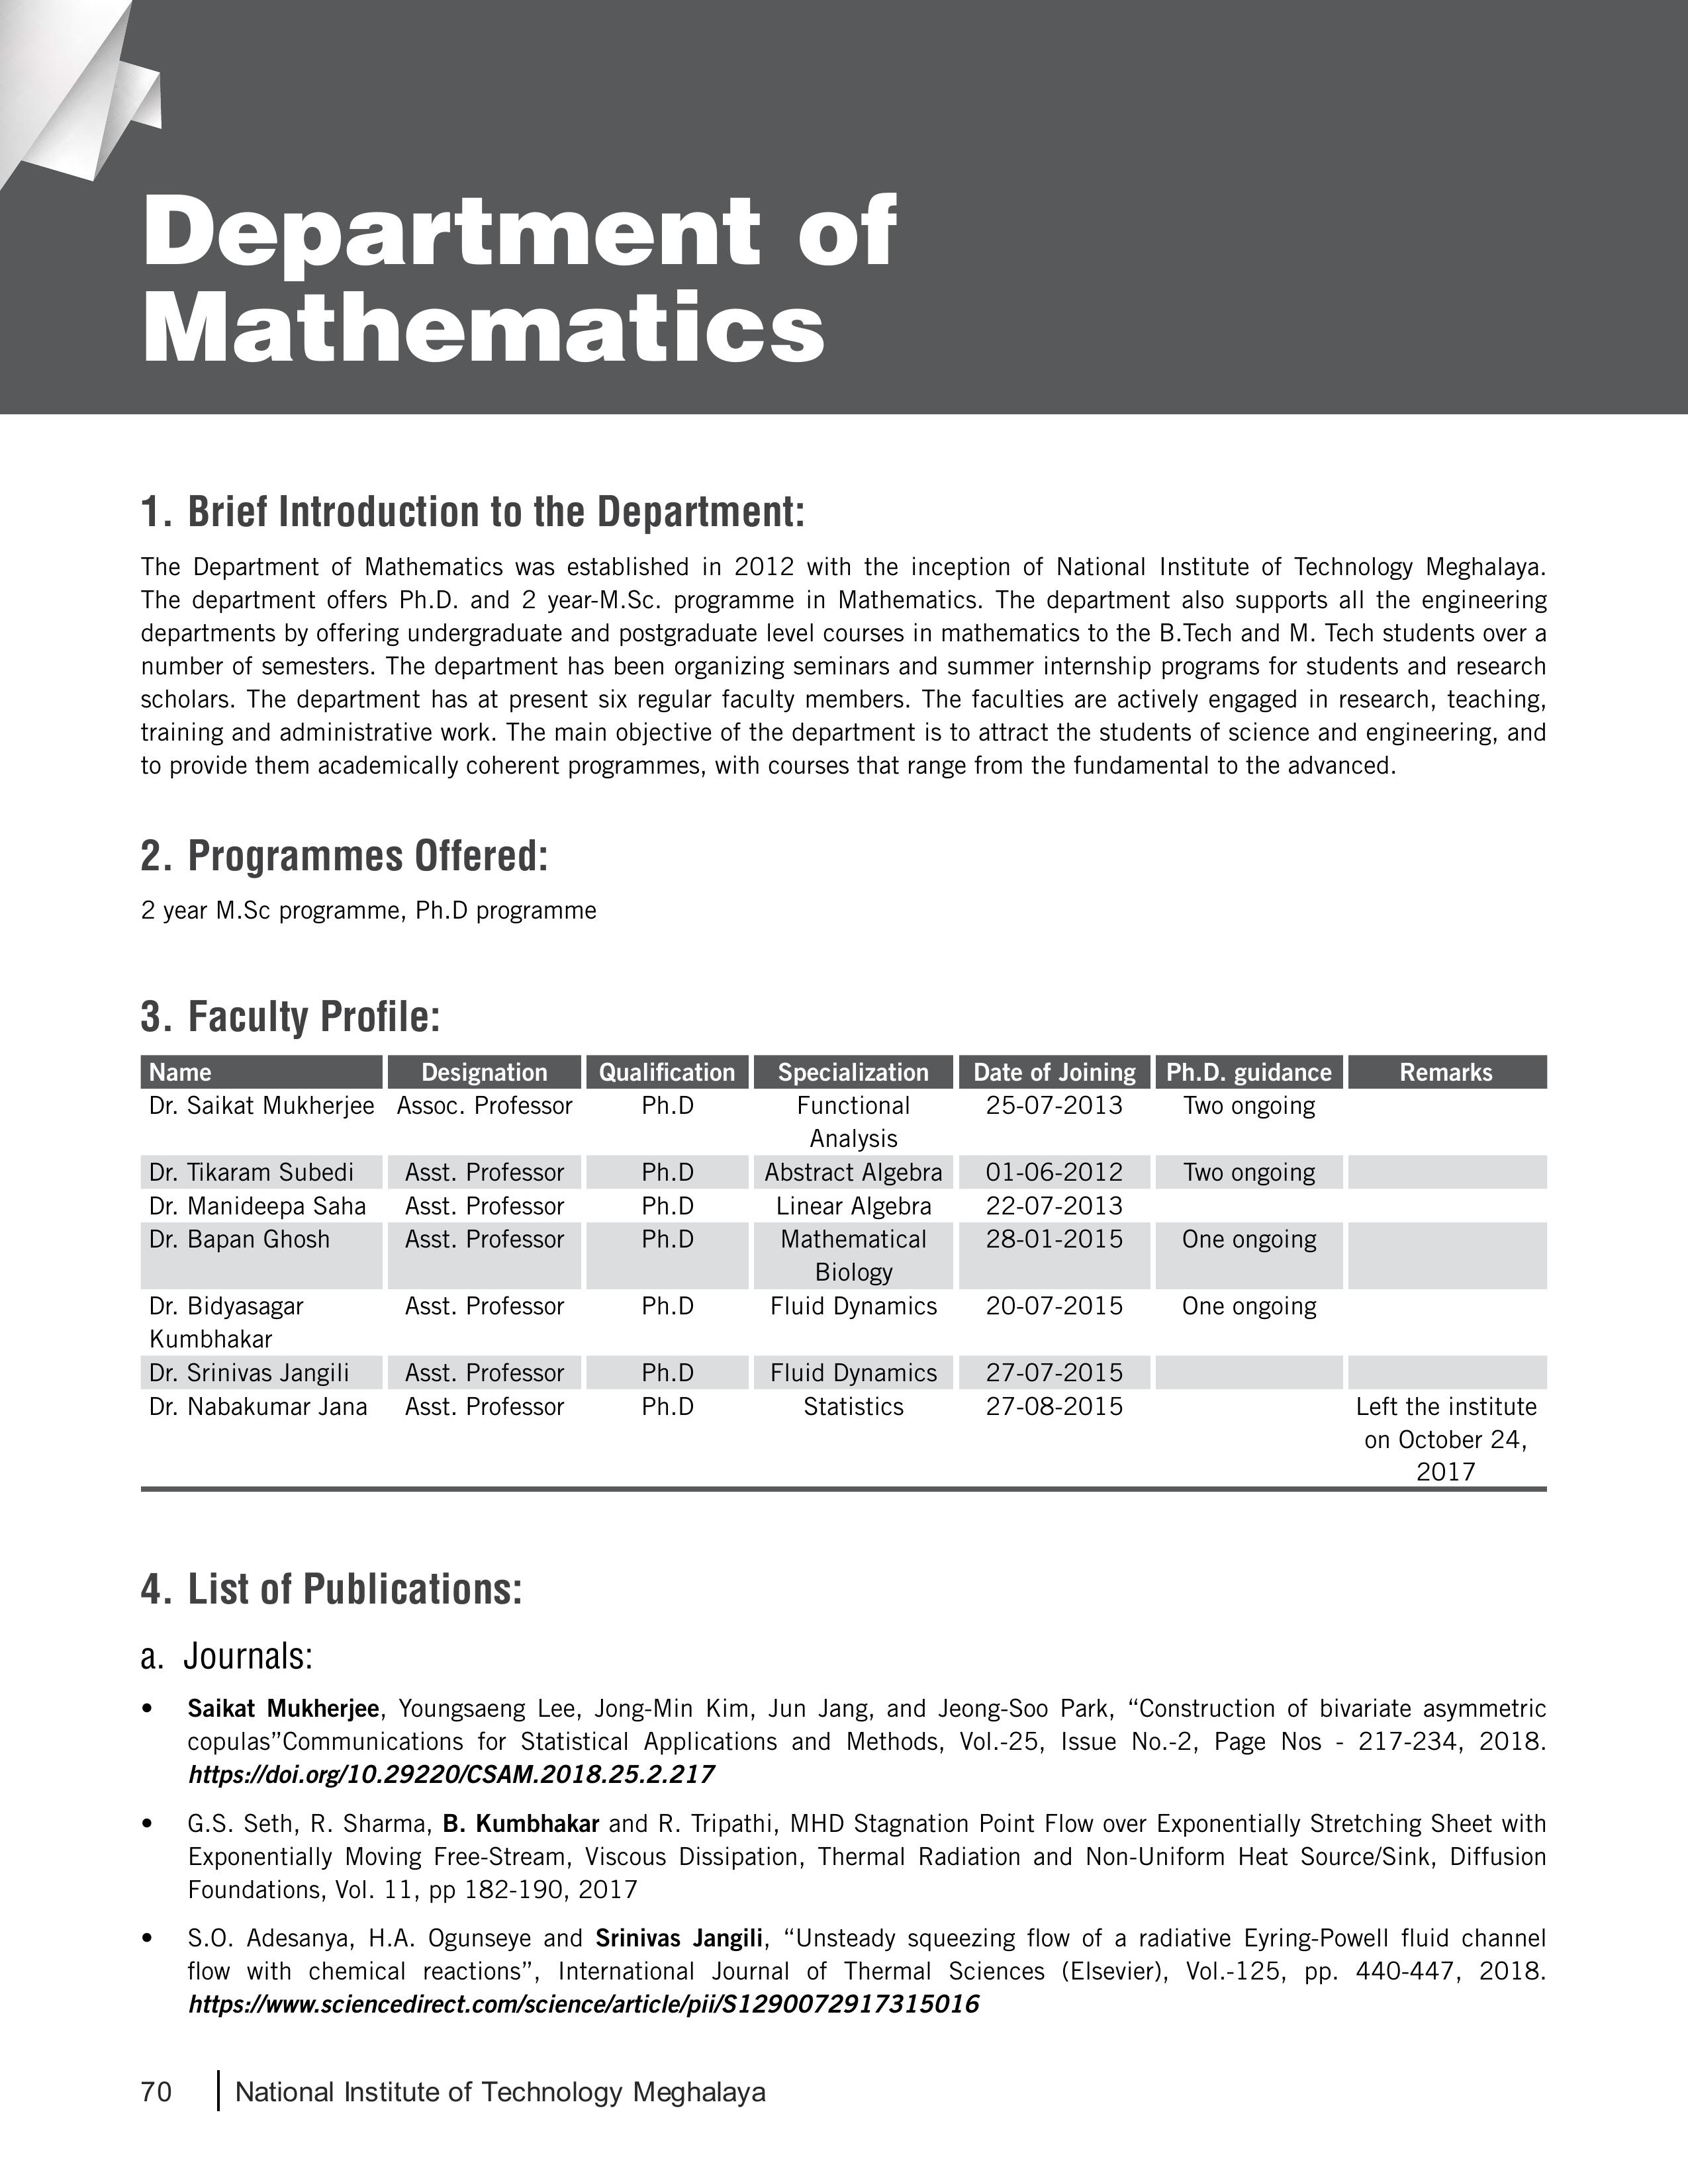 Department of
Mathematics
1. Brief Introduction to the Department:
The Department of Mathematics was established in 2012 with the inception of National Institute of Technology Meghalaya.
The department offers Ph.D. and 2 year-M.Sc. programme in Mathematics. The department also supports all the engineering
departments by offering undergraduate and postgraduate level courses in mathematics to the B.Tech and M. Tech students over a
number of semesters. The department has been organizing seminars and summer internship programs for students and research
scholars. The department has at present six regular faculty members. The faculties are actively engaged in research, teaching,
training and administrative work. The main objective of the department is to attract the students of science and engineering, and
to provide them academically coherent programmes, with courses that range from the fundamental to the advanced.
2. Programmes Offered:
2 year M.Sc programme, Ph.D programme
3. Faculty Profile:
Name Designation Qualification Specialization Date of Joining Ph.D. guidance Remarks
Dr. Saikat Mukherjee Assoc. Professor Ph.D Functional 25-07-2013 Two ongoing
Analysis
Dr. Tikaram Subedi Asst. Professor Ph.D Abstract Algebra 01-06-2012 Two ongoing
Dr. Manideepa Saha Asst. Professor Ph.D Linear Algebra 22-07-2013
Dr. Bapan Ghosh Asst. Professor Ph.D Mathematical 28-01-2015 One ongoing
Biology
Dr. Bidyasagar Asst. Professor Ph.D Fluid Dynamics 20-07-2015 One ongoing
Kumbhakar
Dr. Srinivas Jangili Asst. Professor Ph.D Fluid Dynamics 27-07-2015
Dr. Nabakumar Jana Asst. Professor Ph.D Statistics 27-08-2015 Left the institute
on October 24,
2017
4. List of Publications:
a. Journals:
• Saikat Mukherjee, Youngsaeng Lee, Jong-Min Kim, Jun Jang, and Jeong-Soo Park, “Construction of bivariate asymmetric
copulas”Communications for Statistical Applications and Methods, Vol.-25, Issue No.-2, Page Nos - 217-234, 2018.
https://doi.org/10.29220/CSAM.2018.25.2.217
• G.S. Seth, R. Sharma, B. Kumbhakar and R. Tripathi, MHD Stagnation Point Flow over Exponentially Stretching Sheet with
Exponentially Moving Free-Stream, Viscous Dissipation, Thermal Radiation and Non-Uniform Heat Source/Sink, Diffusion
Foundations, Vol. 11, pp 182-190, 2017
• S.O. Adesanya, H.A. Ogunseye and Srinivas Jangili, “Unsteady squeezing flow of a radiative Eyring-Powell fluid channel
flow with chemical reactions”, International Journal of Thermal Sciences (Elsevier), Vol.-125, pp. 440-447, 2018.
https://www.sciencedirect.com/science/article/pii/S1290072917315016
70 National Institute of Technology Meghalaya